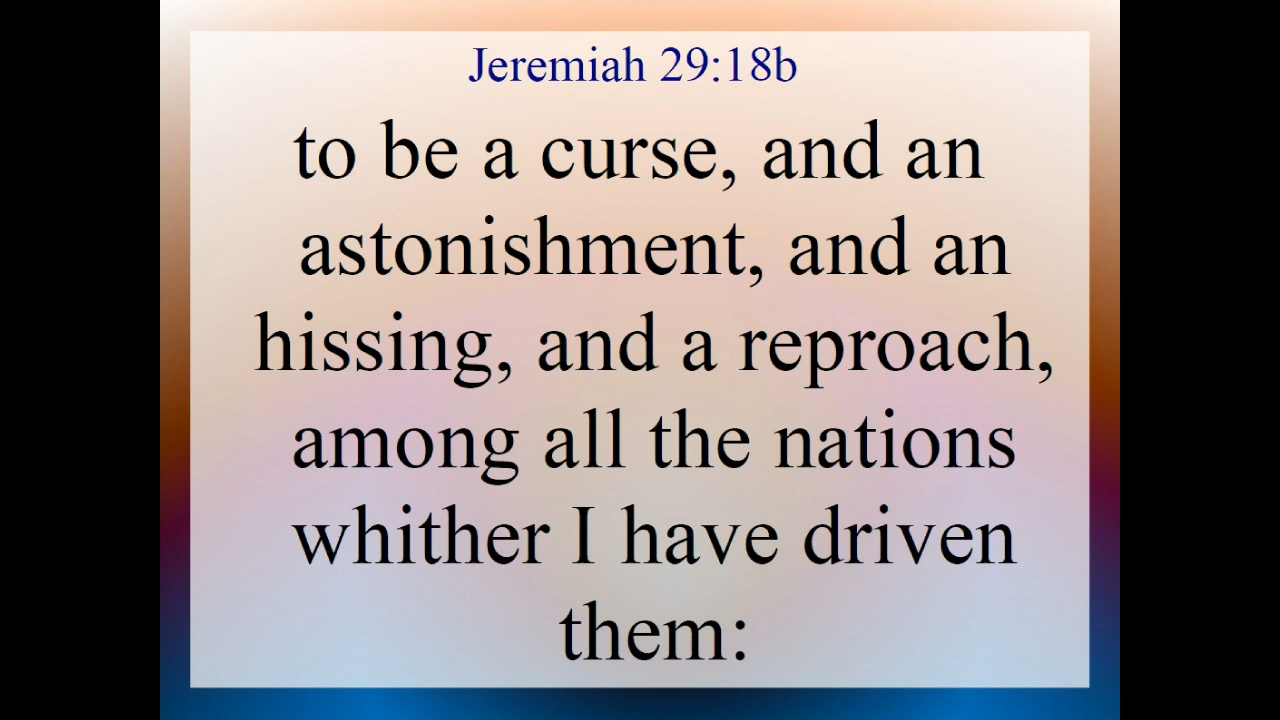 Jeremiah 29:18b
to be a curse, and an
astonishment, and an
hissing, and a reproach,
among all the nations
whither I have driven
them: